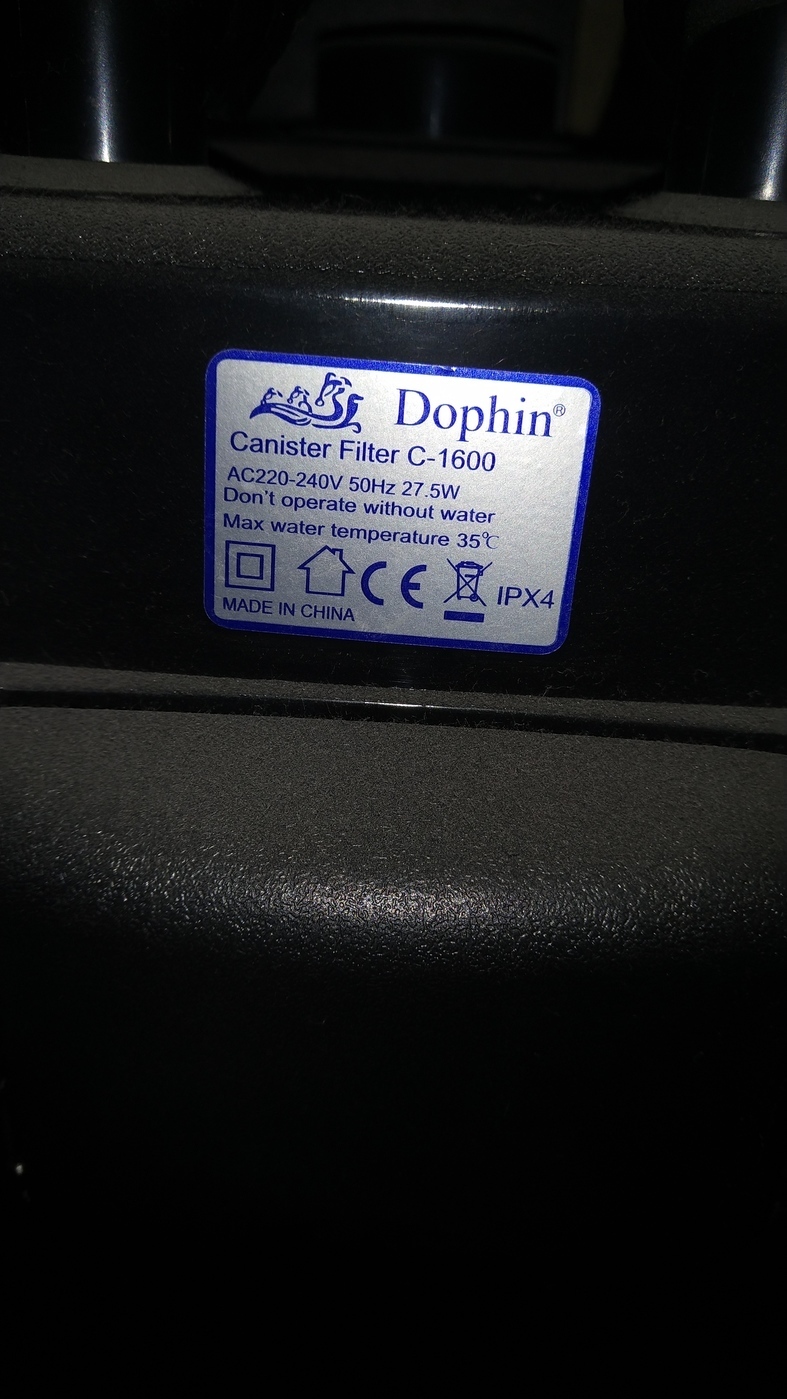 Dophin®
Canister Filter C-1600
AC220-240V 50Hz 27.5W
Don't operate without water
Max water temperature 35℃
CE IPX4
MADE IN CHINA